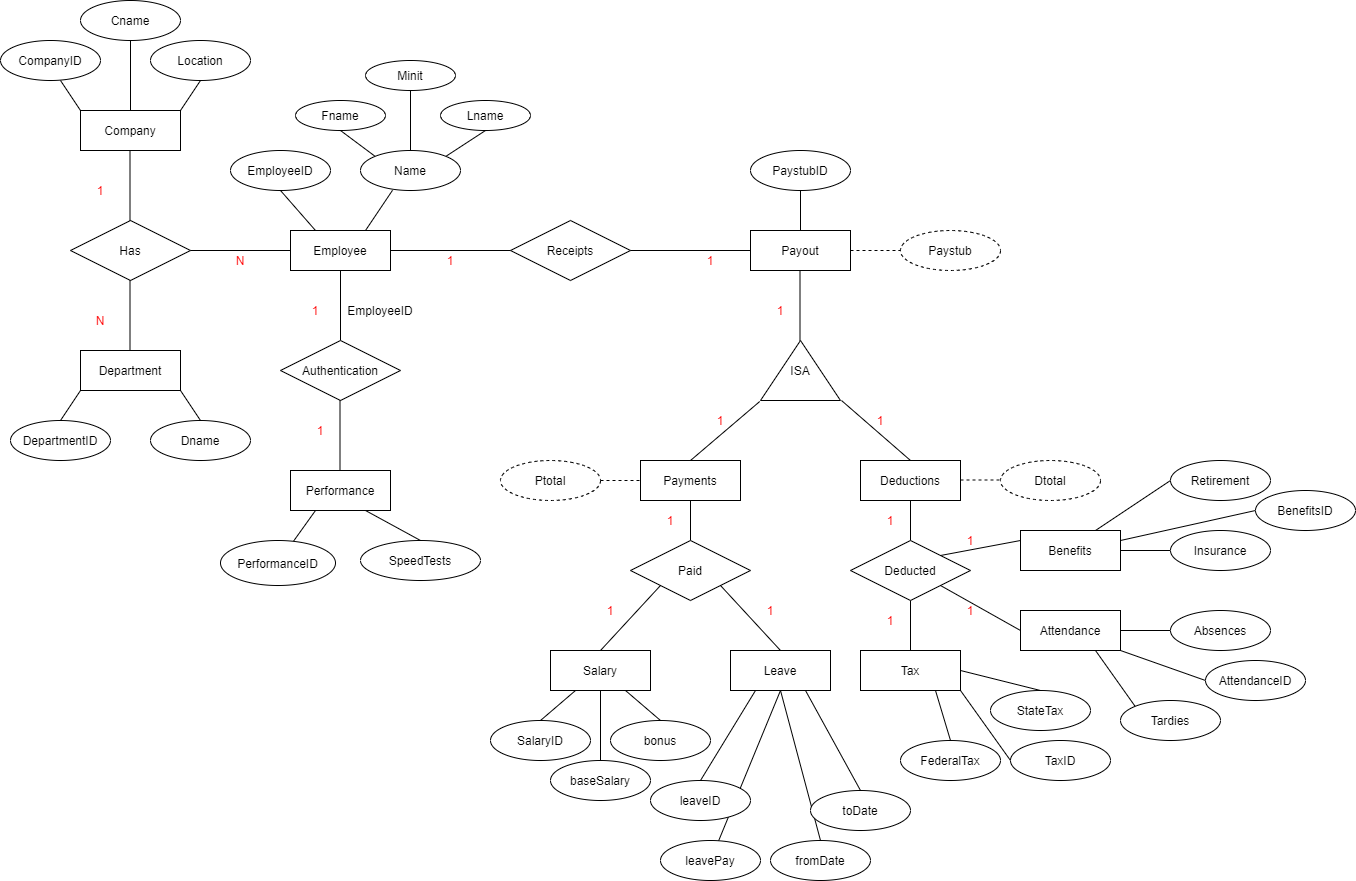 Cname
CompanyID
Location
Minit
Fname
Lname
Company
EmployeeID
Name
PaystubID
1
Has
Employee
Receipts
Payout
Paystub
N
1
1
N
1
EmployeeID
1
Department
Authentication
ISA
DepartmentID
Dname
1
1
1
Ptotal
Payments
Deductions
Dtotal
Retirement
Performance
BenefitsID
1
1
1
Benefits
Insurance
PerformanceID
SpeedTests
Paid
Deducted
1
1
1
1
Attendance
Absences
Salary
Leave
Tax
AttendanceID
StateTax
Tardies
SalaryID
bonus
FederalTax
TaxID
baseSalary
leaveID
toDate
leavePay
fromDate